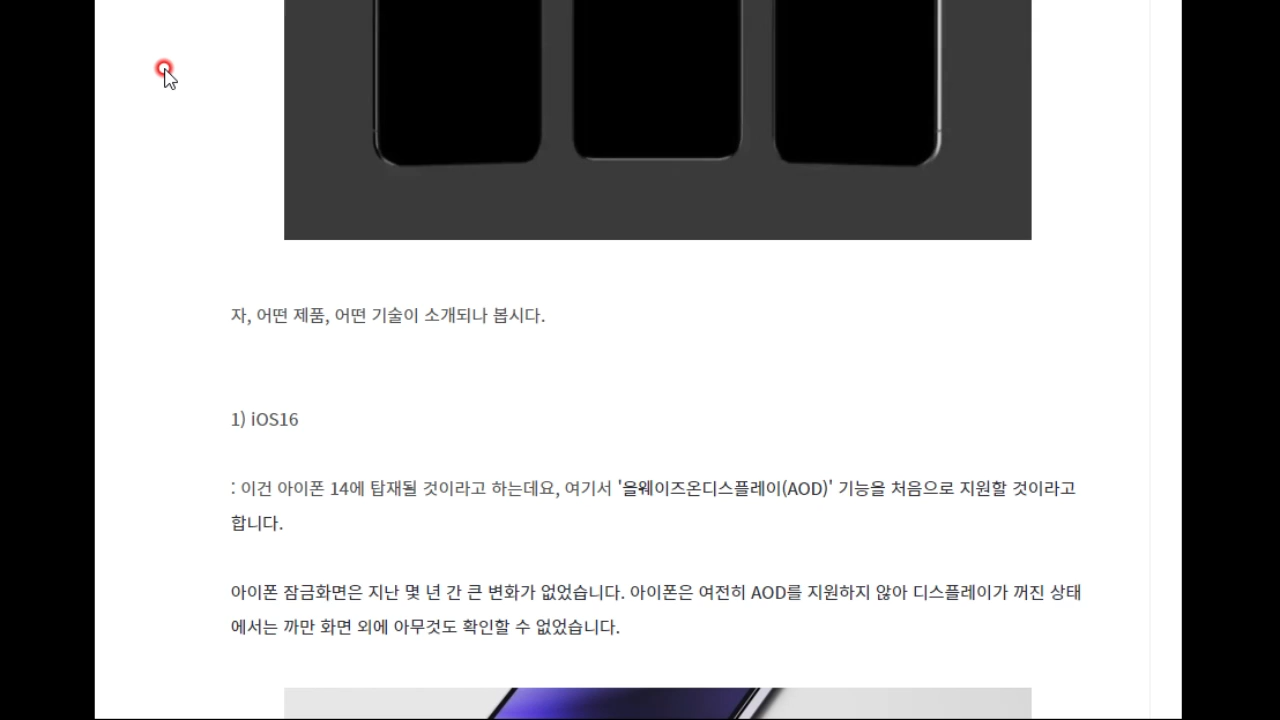 자, 어떤 제품, 어떤 기술이 소개되나 봅시다.
1) iOS16
: 이건 아이폰 14에 탑재될 것이라고 하는데요, 여기서 '올웨이즈온디스플레이(AOD)' 기능을 처음으로 지원할 것이라고
합니다.
아이폰 잠금화면은 지난 몇 년 간 큰 변화가 없었습니다. 아이폰은 여전히 AOD를 지원하지 않아 디스플레이가 꺼진 상태
에서는 까만 화면 외에 아무것도 확인할 수 없었습니다.